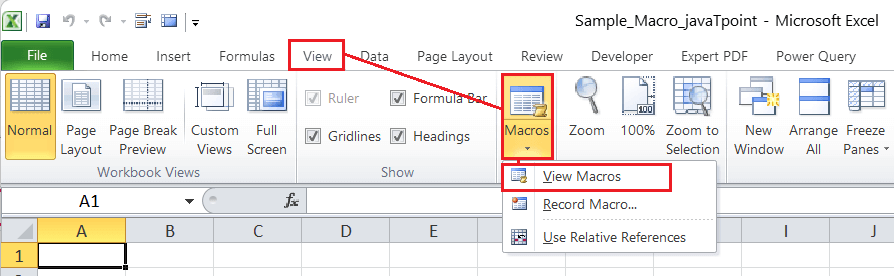 Sample_Macro_javaTpoint - Microsoft Excel
File Home Insert Formulas View Data Page Layout Review Developer Expert PDF Power Query
Normal
Page Layout
Page Break Preview
Custom Views
Full Screen
Workbook Views
Ruler
Formula Bar
Gridlines
Headings
Show
Macros
Zoom
100
100%
Zoom to Selection
New Window
Arrange All
Freeze Panes
View Macros
Record Macro...
Use Relative References
A1 fx
A B C D E I J
1